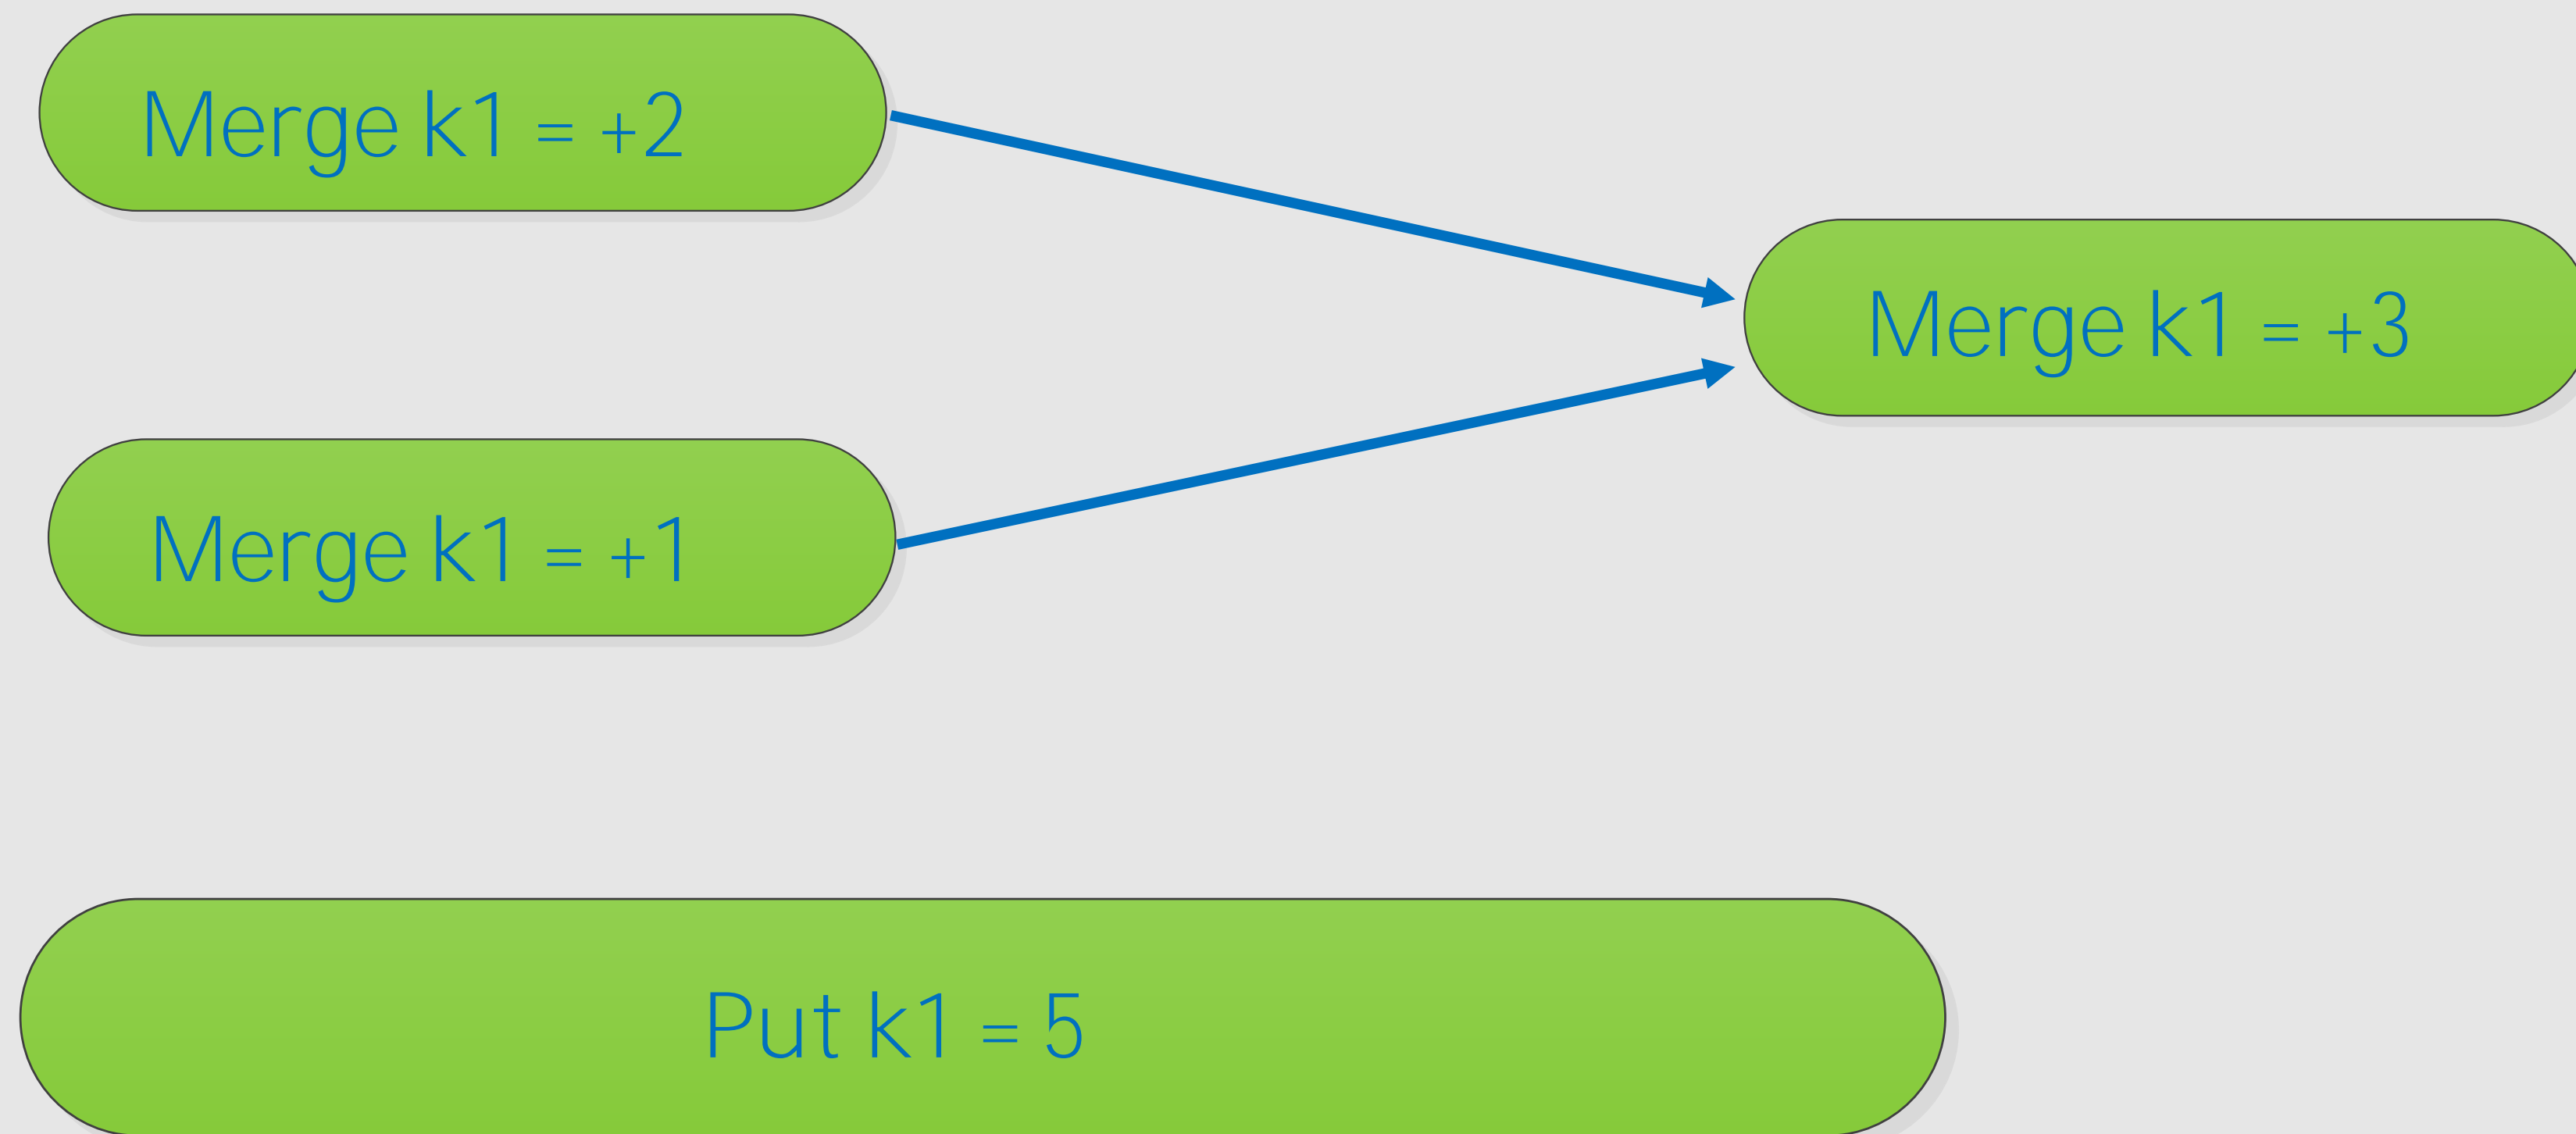 Merge k1 = +2
Merge k1 = +3
Merge k1 = +1
Put k1 = 5